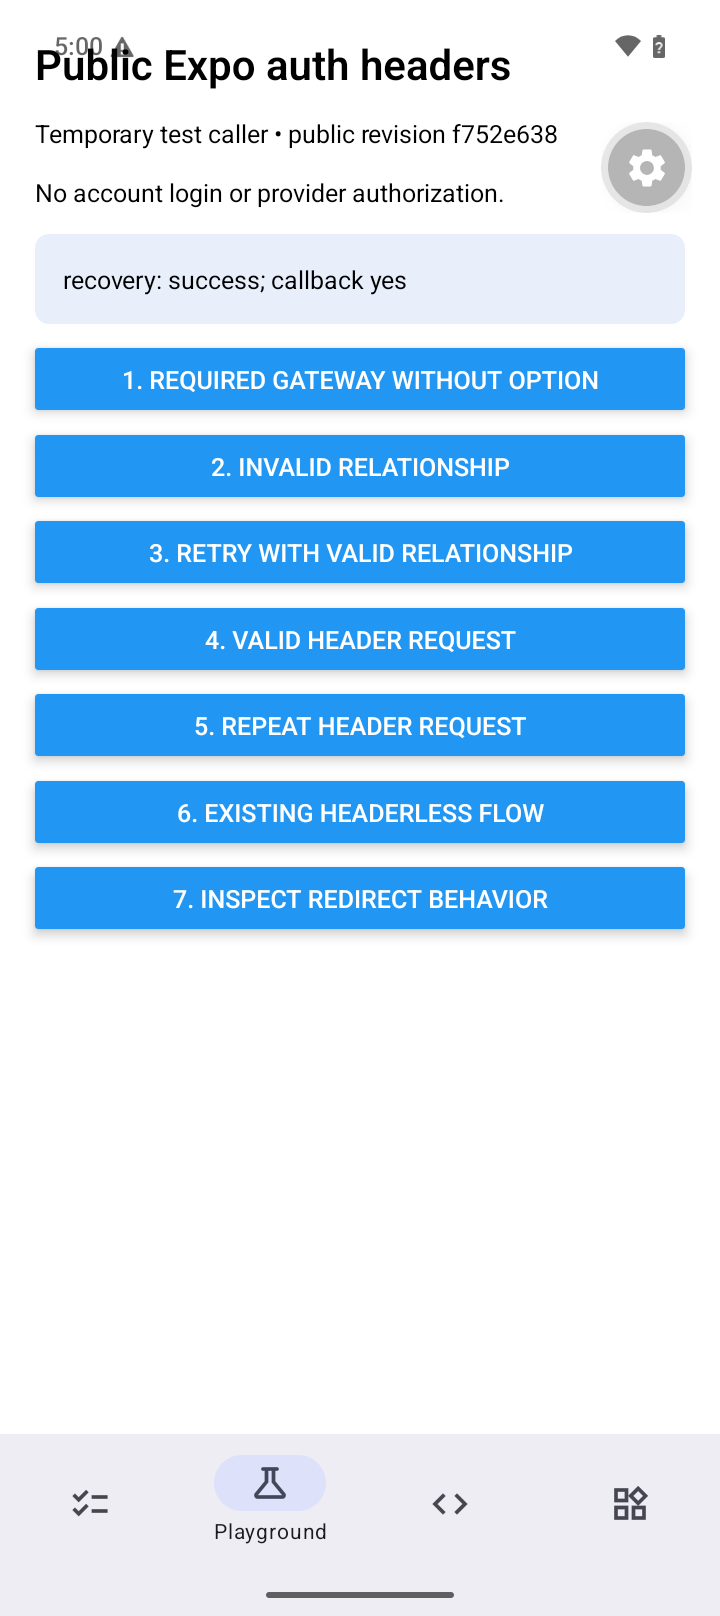 5:00
Public Expo auth headers
Temporary test caller • public revision f752e638
No account login or provider authorization.
recovery: success; callback yes
1. REQUIRED GATEWAY WITHOUT OPTION
2. INVALID RELATIONSHIP
3. RETRY WITH VALID RELATIONSHIP
4. VALID HEADER REQUEST
5. REPEAT HEADER REQUEST
6. EXISTING HEADERLESS FLOW
7. INSPECT REDIRECT BEHAVIOR
Playground